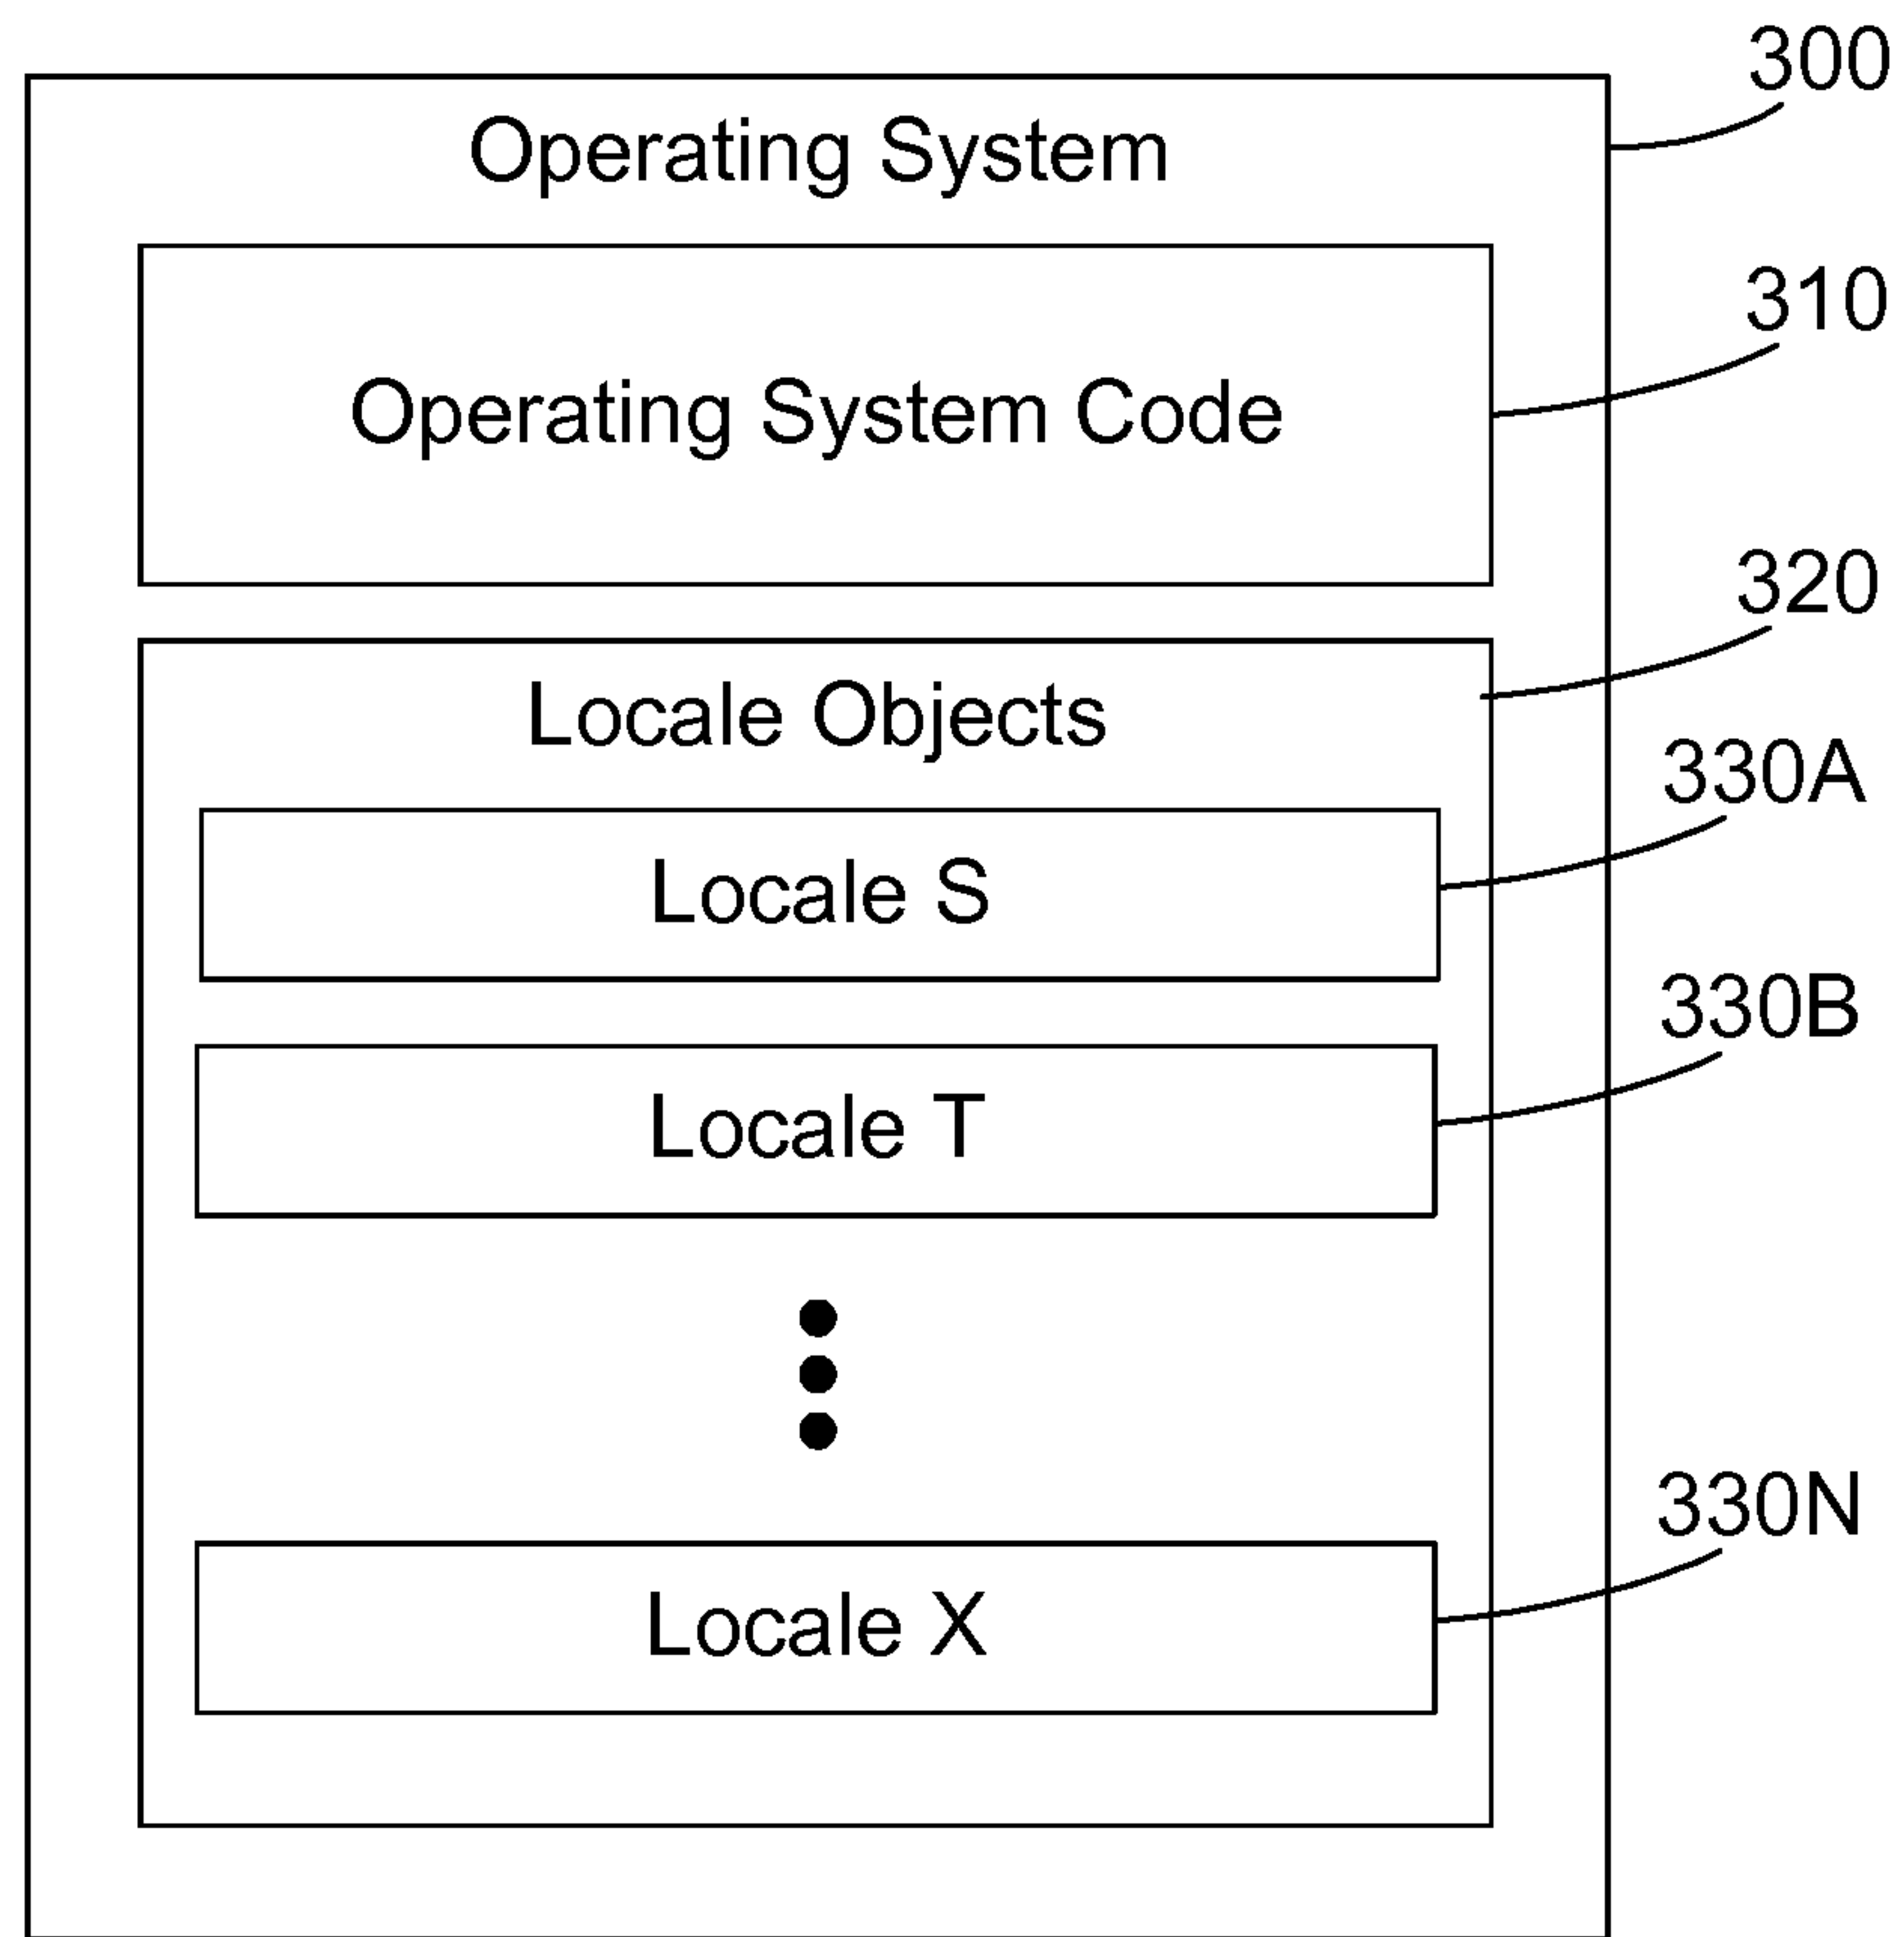 300
Operating System
310
Operating System Code
320
Locale Objects
330A
Locale S
330B
Locale T
330N
Locale X